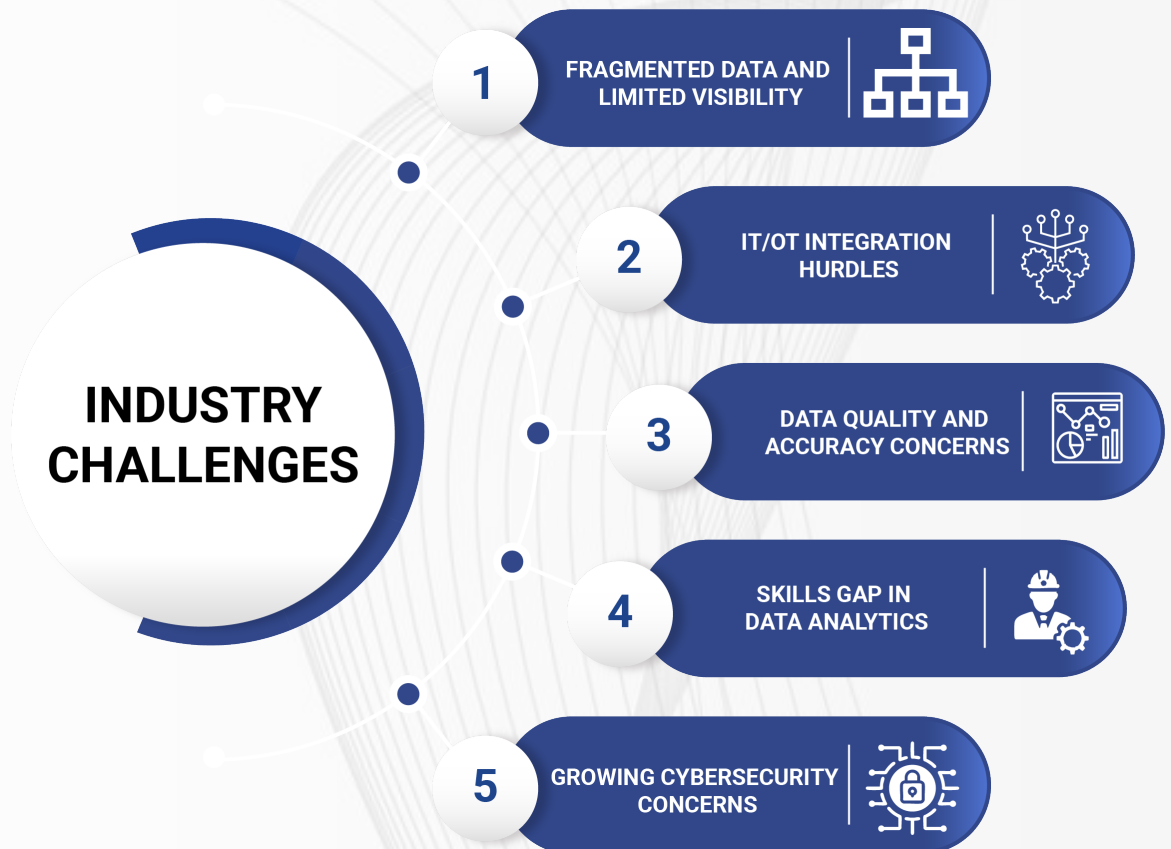 INDUSTRY
CHALLENGES
1
FRAGMENTED DATA AND
LIMITED VISIBILITY
2
IT/OT INTEGRATION
HURDLES
3
DATA QUALITY AND
ACCURACY CONCERNS
4
SKILLS GAP IN
DATA ANALYTICS
5
GROWING CYBERSECURITY
CONCERNS